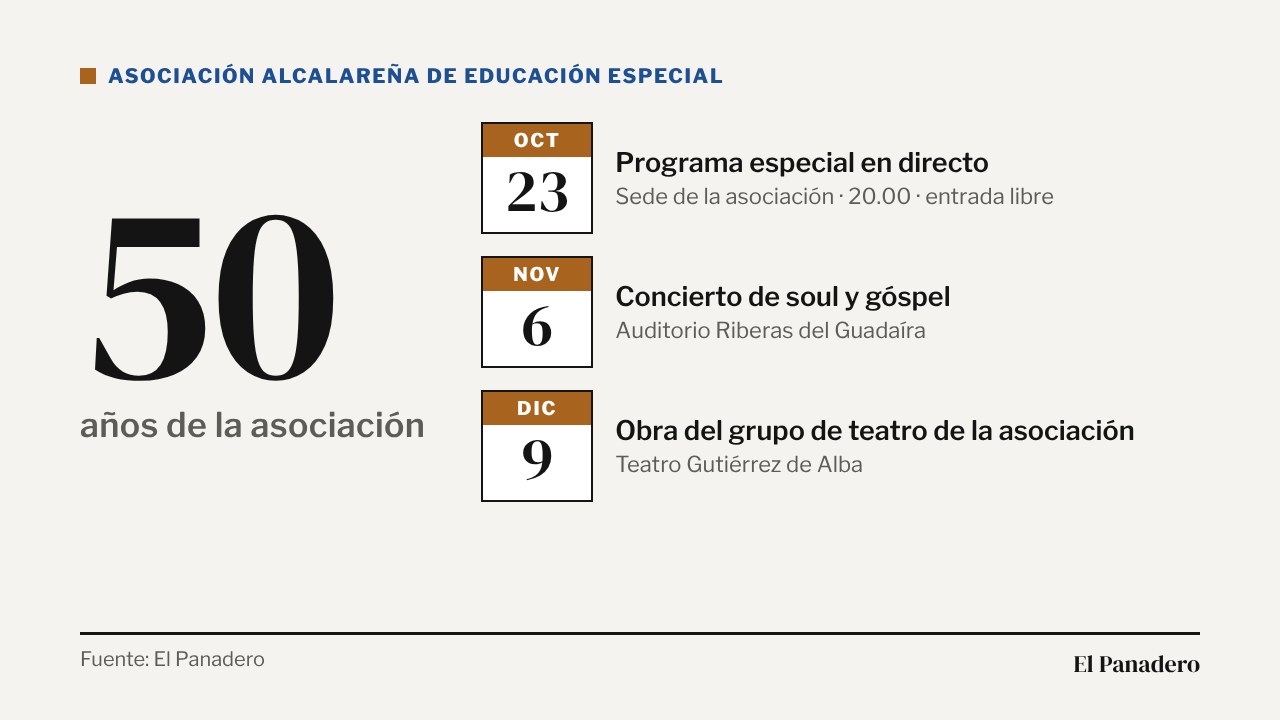 ASOCIACIÓN ALCALAREÑA DE EDUCACIÓN ESPECIAL
50
años de la asociación
OCT
23
Programa especial en directo
Sede de la asociación · 20.00 · entrada libre
NOV
6
Concierto de soul y góspel
Auditorio Riberas del Guadaíra
DIC
9
Obra del grupo de teatro de la asociación
Teatro Gutiérrez de Alba
Fuente: El Panadero
El Panadero